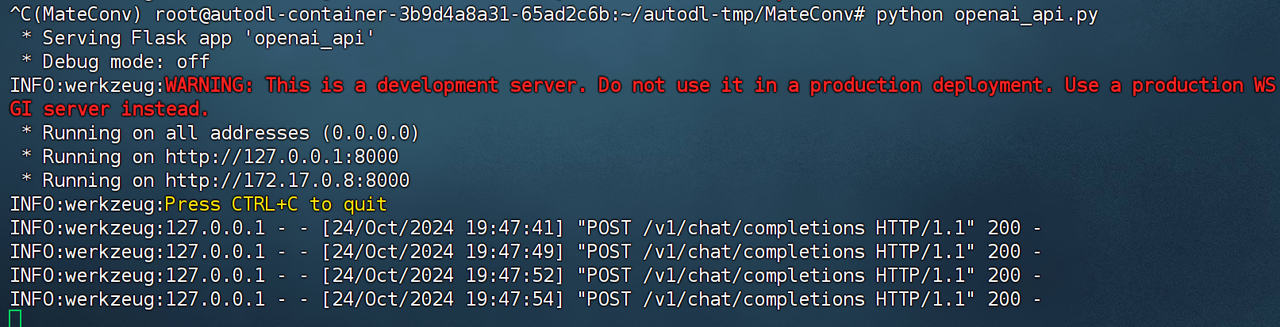 ^C(MateConv) root@autodl-container-3b9d4a8a31-65ad2c6b:~/autodl-tmp/MateConv# python openai_api.py
 * Serving Flask app 'openai_api'
 * Debug mode: off
INFO:werkzeug:WARNING: This is a development server. Do not use it in a production deployment. Use a production WS
GI server instead.
 * Running on all addresses (0.0.0.0)
 * Running on http://127.0.0.1:8000
 * Running on http://172.17.0.8:8000
INFO:werkzeug:Press CTRL+C to quit
INFO:werkzeug:127.0.0.1 - - [24/Oct/2024 19:47:41] "POST /v1/chat/completions HTTP/1.1" 200 -
INFO:werkzeug:127.0.0.1 - - [24/Oct/2024 19:47:49] "POST /v1/chat/completions HTTP/1.1" 200 -
INFO:werkzeug:127.0.0.1 - - [24/Oct/2024 19:47:52] "POST /v1/chat/completions HTTP/1.1" 200 -
INFO:werkzeug:127.0.0.1 - - [24/Oct/2024 19:47:54] "POST /v1/chat/completions HTTP/1.1" 200 -